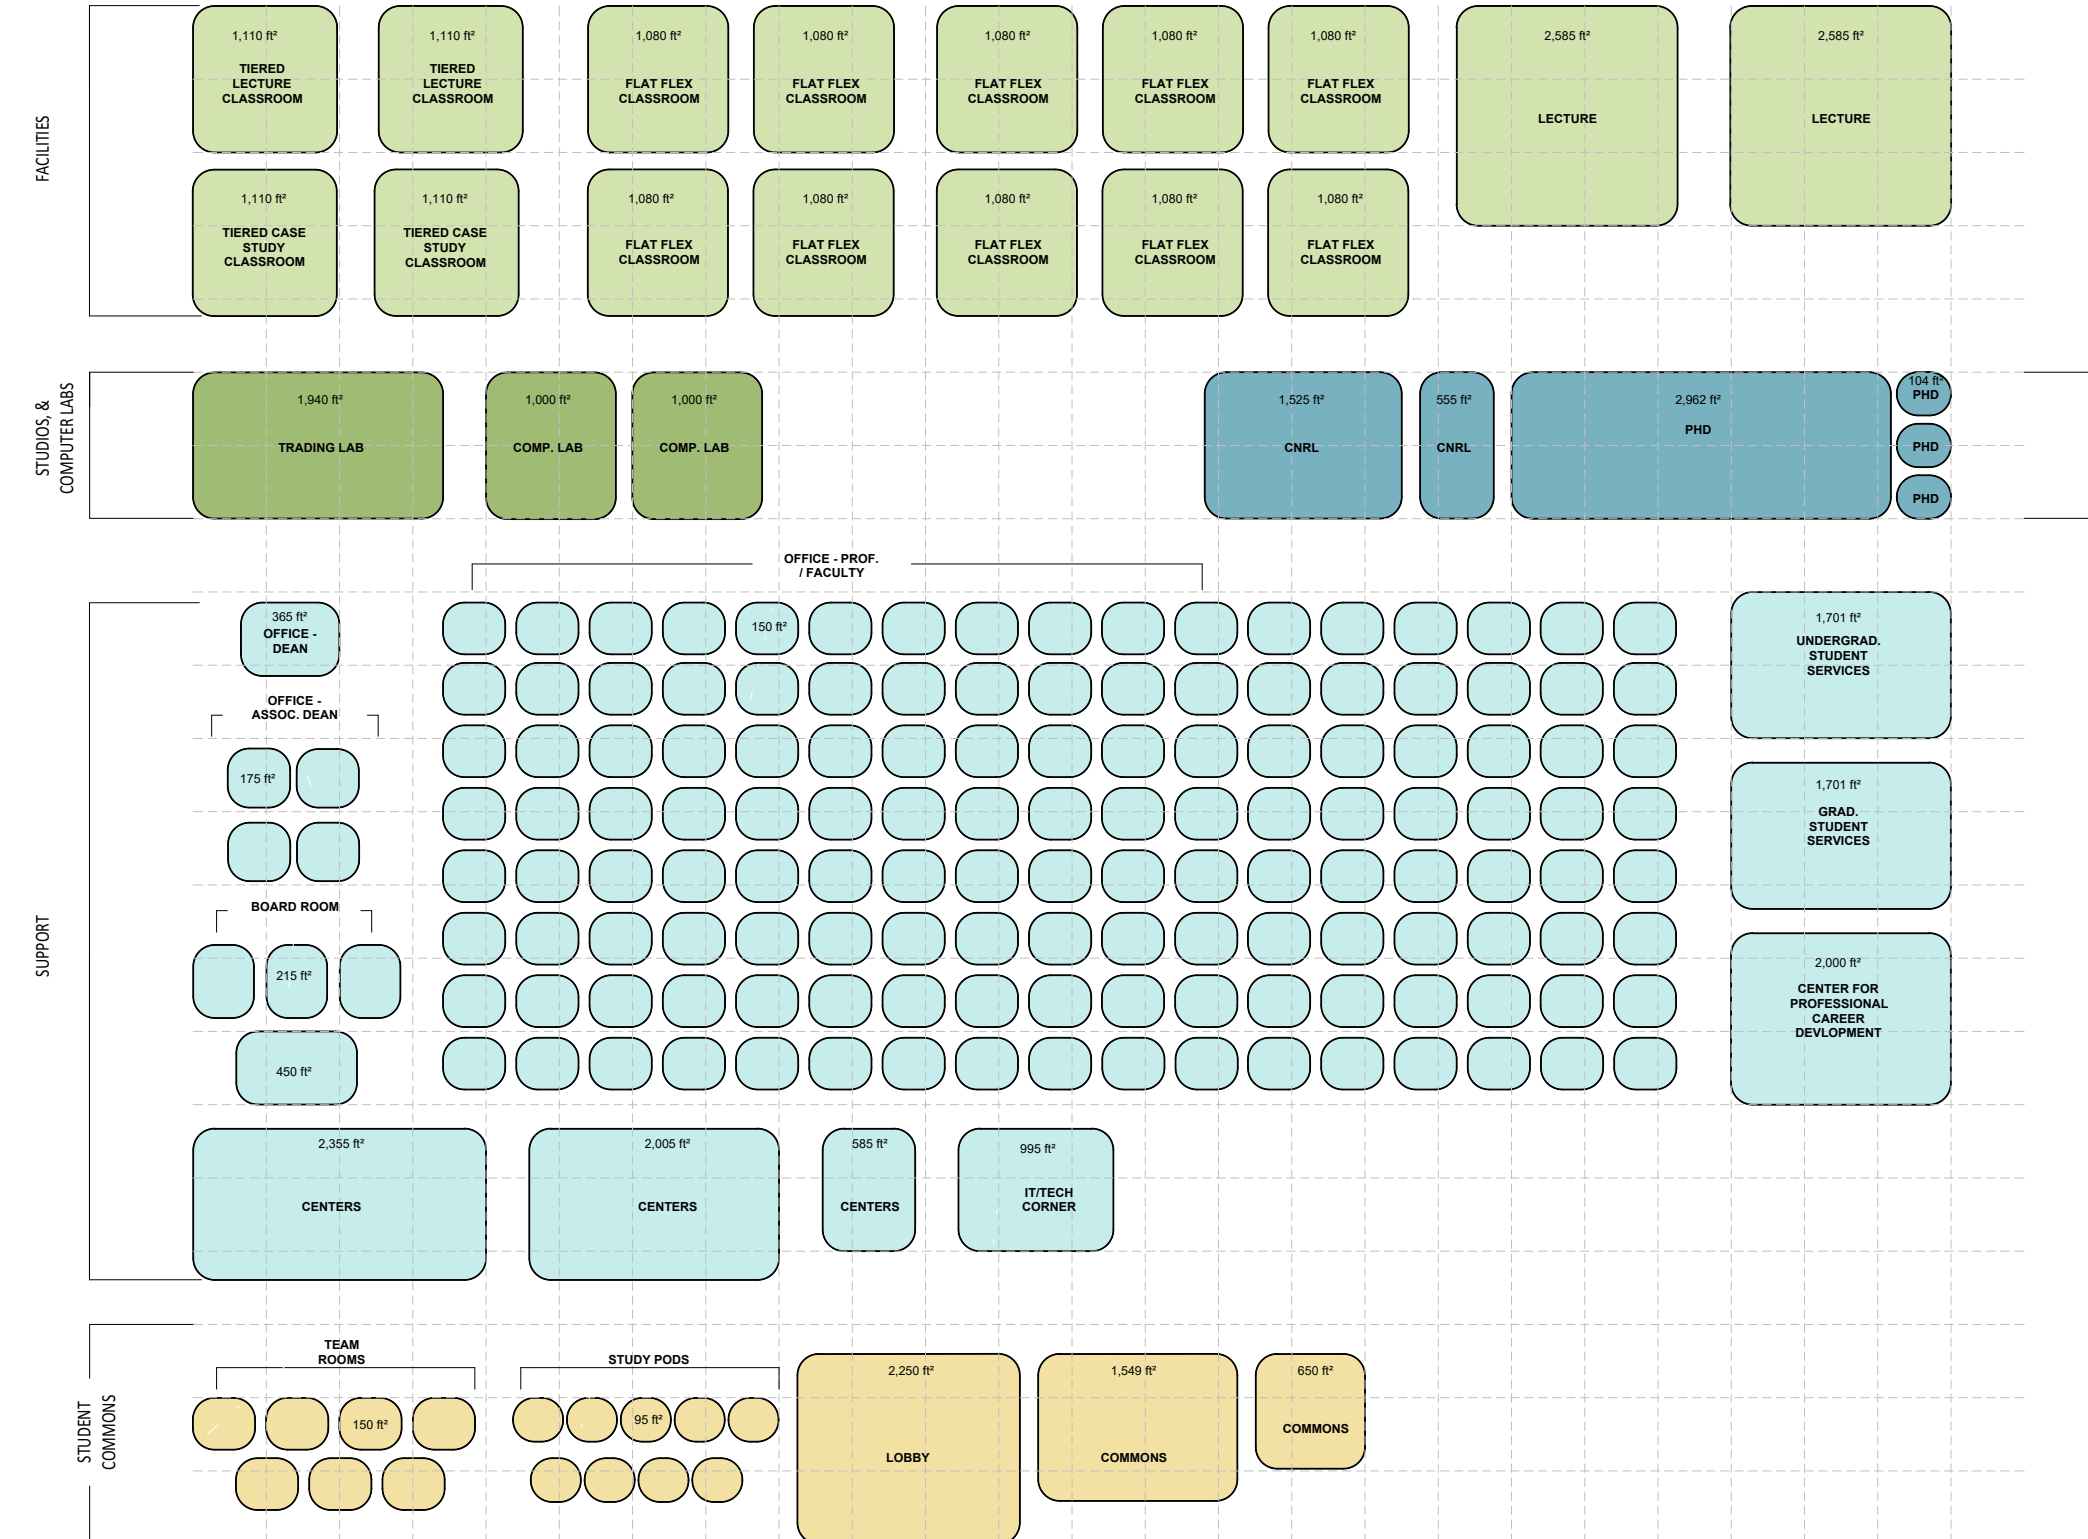 FACILITIES
1,110 ft²
TIERED
LECTURE
CLASSROOM
1,110 ft²
TIERED
LECTURE
CLASSROOM
1,080 ft²
FLAT FLEX
CLASSROOM
1,080 ft²
FLAT FLEX
CLASSROOM
1,080 ft²
FLAT FLEX
CLASSROOM
1,080 ft²
FLAT FLEX
CLASSROOM
1,080 ft²
FLAT FLEX
CLASSROOM
2,585 ft²
LECTURE
2,585 ft²
LECTURE
1,110 ft²
TIERED CASE
STUDY
CLASSROOM
1,110 ft²
TIERED CASE
STUDY
CLASSROOM
1,080 ft²
FLAT FLEX
CLASSROOM
1,080 ft²
FLAT FLEX
CLASSROOM
1,080 ft²
FLAT FLEX
CLASSROOM
1,080 ft²
FLAT FLEX
CLASSROOM
1,080 ft²
FLAT FLEX
CLASSROOM
STUDIOS, &
COMPUTER LABS
1,940 ft²
TRADING LAB
1,000 ft²
COMP. LAB
1,000 ft²
COMP. LAB
1,525 ft²
CNRL
555 ft²
CNRL
2,962 ft²
PHD
104 ft²
PHD
PHD
PHD
SUPPORT
365 ft²
OFFICE -
DEAN
OFFICE -
ASSOC. DEAN
175 ft²
BOARD ROOM
215 ft²
450 ft²
OFFICE - PROF.
/ FACULTY
150 ft²
1,701 ft²
UNDERGRAD.
STUDENT
SERVICES
1,701 ft²
GRAD.
STUDENT
SERVICES
2,000 ft²
CENTER FOR
PROFESSIONAL
CAREER
DEVLOPMENT
2,355 ft²
CENTERS
2,005 ft²
CENTERS
585 ft²
CENTERS
995 ft²
IT/TECH
CORNER
STUDENT
COMMONS
TEAM
ROOMS
150 ft²
STUDY PODS
95 ft²
2,250 ft²
LOBBY
1,549 ft²
COMMONS
650 ft²
COMMONS